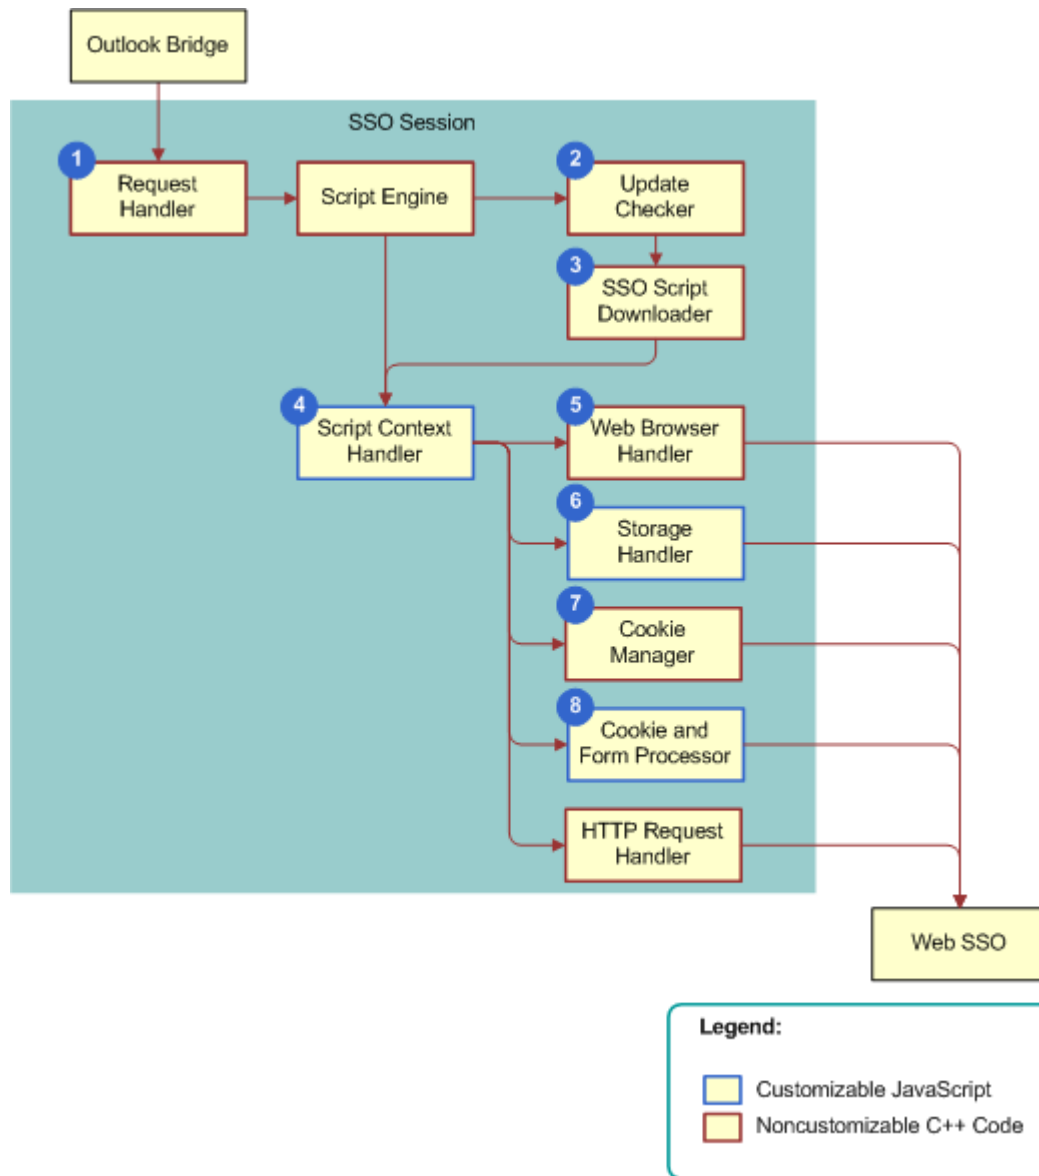 Outlook Bridge
SSO Session
1
Request
Handler
Script Engine
2
Update
Checker
3
SSO Script
Downloader
4
Script Context
Handler
5
Web Browser
Handler
6
Storage
Handler
7
Cookie
Manager
8
Cookie and
Form Processor
HTTP Request
Handler
Web SSO
Legend:
Customizable JavaScript
Noncustomizable C++ Code